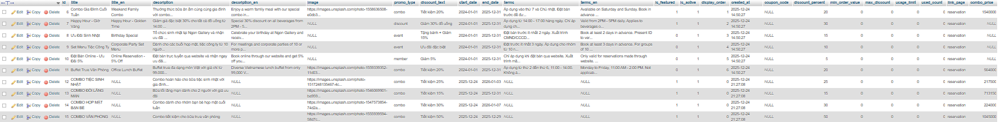 id title title_en description description_en image promo_type discount_text start_date end_date terms terms_en is_featured is_active display_order created_at coupon_code discount_percent min_order_value max_discount usage_limit used_count link_page combo_price
Edit Copy Delete 6 Combo Gia Đình Cuối Tuần Weekend Family Combo Thưởng thức bữa ăn ấm cúng cùng gia đình với combo... Enjoy a warm family meal with our special combo in... https://images.unsplash.com/photo-1558636508-e0db3... combo Tiết kiệm 20% 2024-01-01 2025-12-31 Áp dụng vào thứ 7 và Chủ nhật. Đặt bàn trước để đư... Available on Saturday and Sunday. Book in advance ... 1 1 1 2025-12-24 14:50:27 NULL 20 0 0 0 0 reservation 1540000
Edit Copy Delete 7 Happy Hour - Giờ Vàng Happy Hour - Golden Time Giảm giá đặc biệt 30% cho tất cả đồ uống từ 14:00 ... Special 30% discount on all beverages from 2PM - 5... NULL discount Giảm 30% đồ uống 2024-01-01 2025-12-31 Áp dụng từ 14:00 - 17:00 hàng ngày. Chỉ áp dụng ch... Valid from 2PM - 5PM daily. Applies to beverages o... 1 1 2 2025-12-24 14:50:27 NULL 30 0 0 0 0 reservation NULL
Edit Copy Delete 8 Ưu Đãi Sinh Nhật Birthday Special Tổ chức sinh nhật tại Ngon Gallery và nhận ưu đãi ... Celebrate your birthday at Ngon Gallery and receiv... NULL event Tặng bánh + Giảm 15% 2024-01-01 2025-12-31 Đặt bàn trước ít nhất 2 ngày. Xuất trình CMND/CCCD... Book at least 2 days in advance. Present ID to ver... 0 1 3 2025-12-24 14:50:27 NULL 15 0 0 0 0 reservation NULL
Edit Copy Delete 9 Set Menu Tiệc Công Ty Corporate Party Set Menu Dành cho các buổi họp mặt, tiệc công ty từ 10 ngườ... For meetings and corporate parties of 10 or more p... NULL event Ưu đãi đặc biệt 2024-01-01 2025-12-31 Đặt trước ít nhất 3 ngày. Áp dụng cho nhóm từ 10 n... Book at least 3 days in advance. For groups of 10 ... 1 1 4 2025-12-24 14:50:27 NULL 10 0 0 0 0 reservation NULL
Edit Copy Delete 10 Đặt Bàn Online - Ưu Đãi 5% Online Reservation - 5% Off Đặt bàn trực tuyến qua website và nhận ngay ưu đãi... Book online through our website and get 5% off you... NULL member Giảm 5% 2024-01-01 2025-12-31 Chỉ áp dụng khi đặt bàn qua website. Xuất trình mã... Only valid for reservations made through website. ... 0 1 5 2025-12-24 14:50:27 NULL 5 0 0 0 0 reservation NULL
Edit Copy Delete 11 Buffet Trưa Văn Phòng Office Lunch Buffet Buffet trưa đa dạng món Việt với giá chỉ từ 99.000... Diverse Vietnamese lunch buffet from only 99,000 V... https://images.unsplash.com/photo-1559339352-11d03... combo Tiết kiệm 20% 2024-01-01 2025-12-31 Áp dụng từ thứ 2 đến thứ 6, 11:00 - 14:00. Không á... Monday to Friday, 11:00 AM - 2:00 PM. Not applicab... 0 1 6 2025-12-24 14:50:27 NULL 20 0 0 0 0 reservation 564000
Edit Copy Delete 12 COMBO TIỆC SINH NHẬT NULL Combo hoàn hảo cho bữa tiệc sinh nhật với gia đình... NULL https://images.unsplash.com/photo-1517248135467-4c... combo Tiết kiệm 25% 2025-12-24 2026-01-03 NULL NULL 1 1 0 2025-12-24 21:27:08 NULL 25 0 0 0 0 reservation 217500
Edit Copy Delete 13 COMBO ĐÔI LÃNG MẠN NULL Bữa tối lãng mạn dành cho 2 người với giá ưu đãi NULL https://images.unsplash.com/photo-1546069901-ba959... combo Tiết kiệm 15% 2025-12-24 2025-12-31 NULL NULL 1 1 0 2025-12-24 21:27:08 NULL 15 0 0 0 0 reservation 713150
Edit Copy Delete 14 COMBO HỌP MẶT BẠN BÈ NULL Combo dành cho nhóm bạn bè họp mặt cuối tuần NULL https://images.unsplash.com/photo-1547573854-74d2a... combo Tiết kiệm 30% 2025-12-24 2026-01-07 NULL NULL 1 1 0 2025-12-24 21:27:08 NULL 30 0 0 0 0 reservation 224000
Edit Copy Delete 15 COMBO VĂN PHÒNG NULL Combo tiết kiệm cho bữa trưa văn phòng NULL https://images.unsplash.com/photo-1555939594-58d7c... combo Tiết kiệm 50% 2025-12-24 2025-12-29 NULL NULL 1 1 0 2025-12-24 21:27:08 NULL 50 0 0 0 0 reservation 1045000